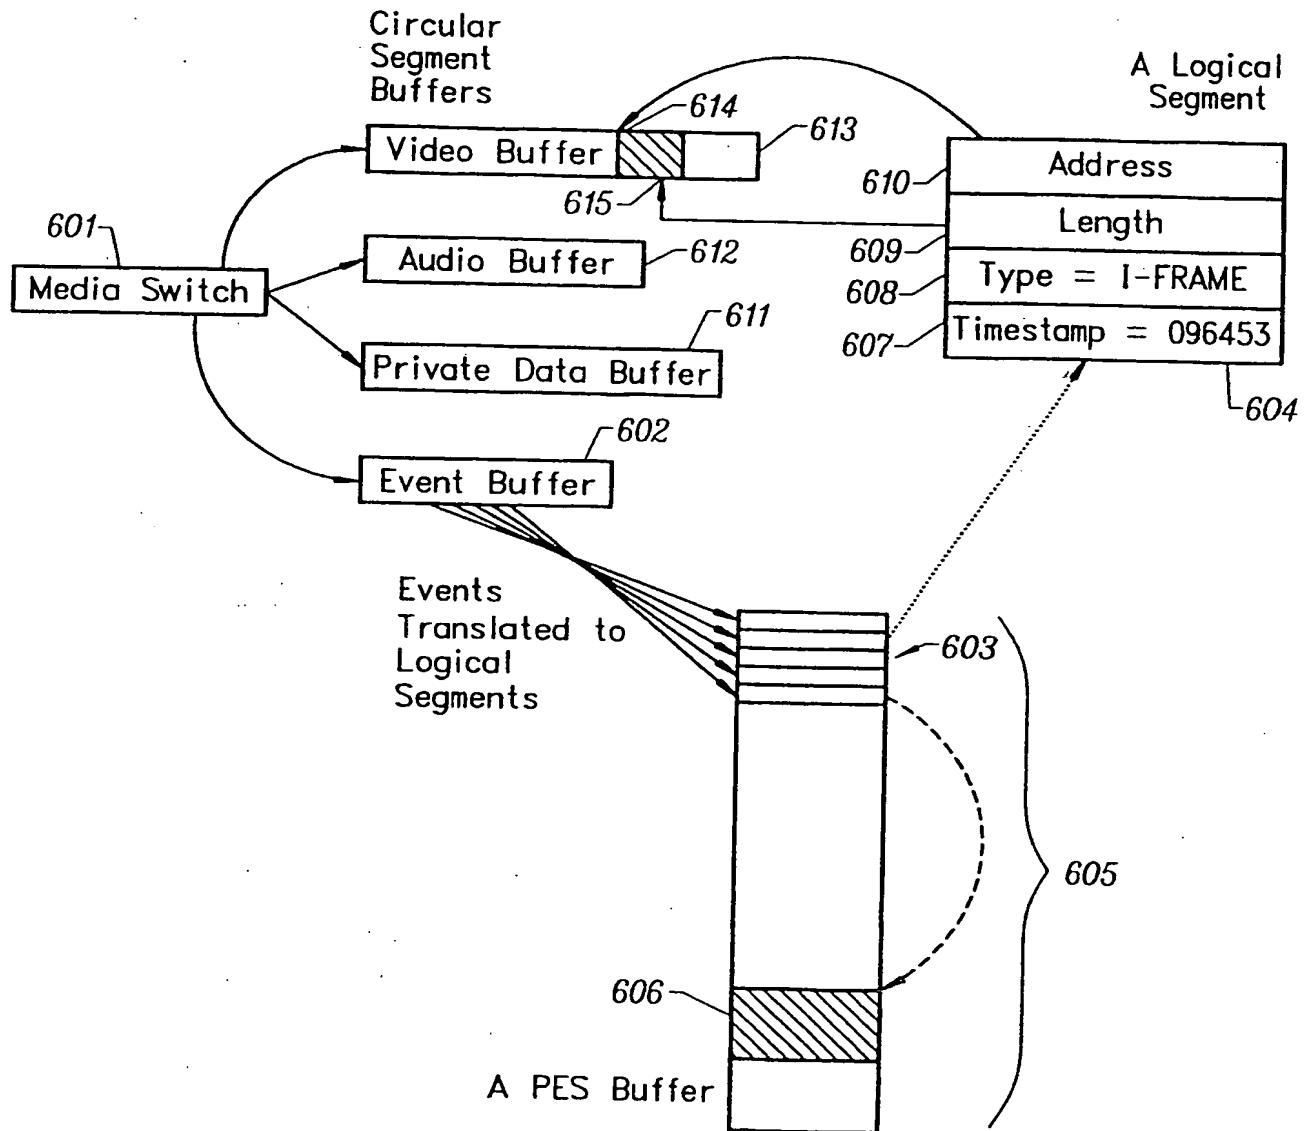 Circular
Segment
Buffers
A Logical
Segment
614
613
Video Buffer
610
Address
615
601
609
Length
612
Audio Buffer
Media Switch
608
Type = I-FRAME
611
607
Timestamp = 096453
Private Data Buffer
604
602
Event Buffer
Events
Translated to
Logical
Segments
603
605
606
A PES Buffer